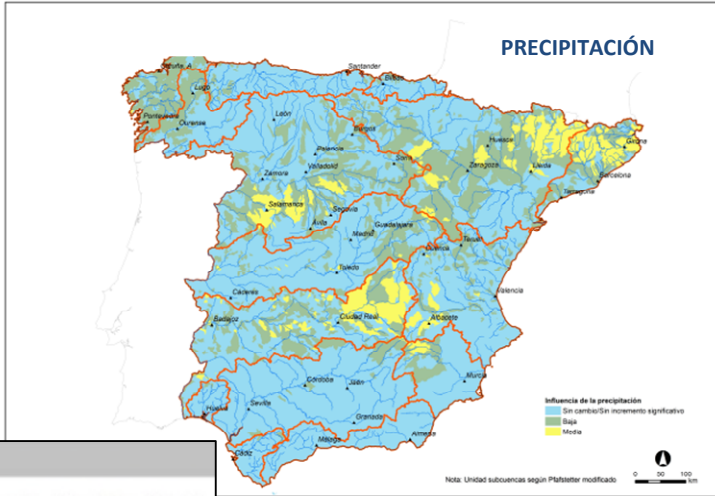 PRECIPITACIÓN
Coruña, A
Santander
Bilbao
Lugo
Pontevedra
Ourense
León
Burgos
Palencia
Valladolid
Zamora
Soria
Huesca
Zaragoza
Lleida
Girona
Barcelona
Tarragona
Salamanca
Segovia
Ávila
Guadalajara
Madrid
Teruel
Cuenca
Toledo
Cáceres
Valencia
Ciudad Real
Albacete
Badajoz
Córdoba
Jaén
Murcia
Huelva
Sevilla
Granada
Almería
Málaga
Cádiz
Influencia de la precipitación
Sin cambio/Sin incremento significativo
Baja
Media
Nota: Unidad subcuencas según Pfafstetter modificado
0 50 100
km